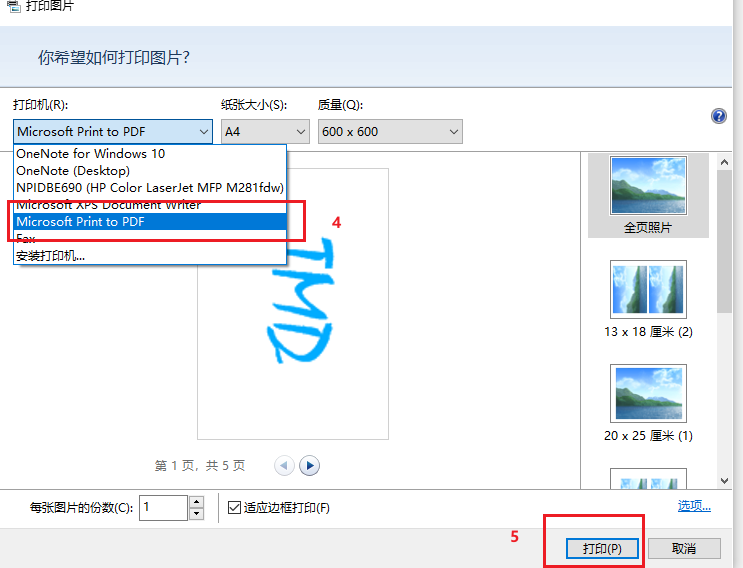 打印图片
你希望如何打印图片?
打印机(R):
纸张大小(S):
质量(Q):
Microsoft Print to PDF
A4
600 x 600
OneNote for Windows 10
OneNote (Desktop)
NPIDBE690 (HP Color LaserJet MFP M281fdw)
Microsoft XPS Document Writer
Microsoft Print to PDF
Fax
安装打印机...
4
TMD
全页照片
13 x 18 厘米 (2)
20 x 25 厘米 (1)
第 1 页，共 5 页
每张图片的份数(C):
1
适应边框打印(F)
选项...
5
打印(P)
取消